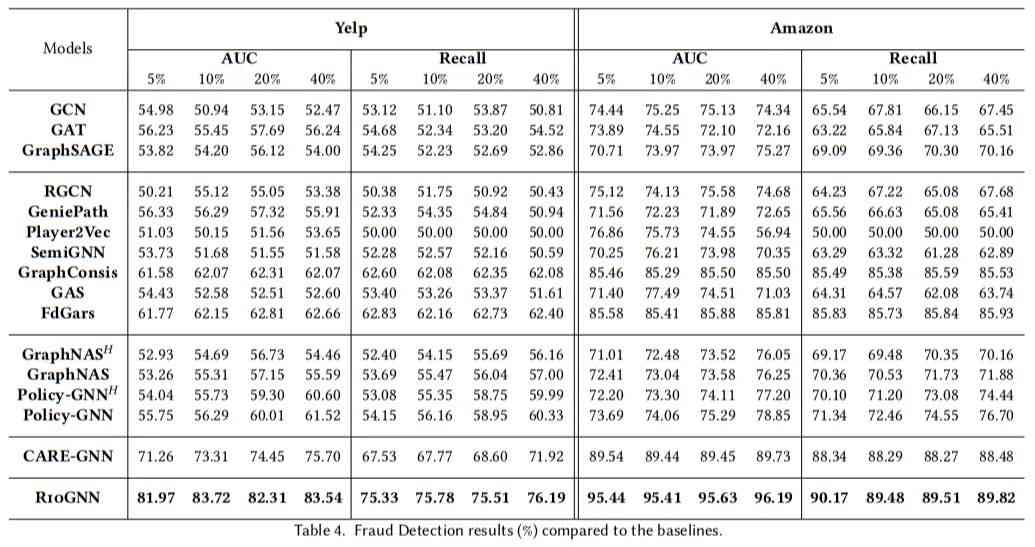 Models Yelp Amazon
AUC Recall AUC Recall
5% 10% 20% 40% 5% 10% 20% 40% 5% 10% 20% 40% 5% 10% 20% 40%
GCN 54.98 50.94 53.15 52.47 53.12 51.10 53.87 50.81 74.44 75.25 75.13 74.34 65.54 67.81 66.15 67.45
GAT 56.23 55.45 57.69 56.24 54.68 52.34 53.20 54.52 73.89 74.55 72.10 72.16 63.22 65.84 67.13 65.51
GraphSAGE 53.82 54.20 56.12 54.00 54.25 52.23 52.69 52.86 70.71 73.97 73.97 75.27 69.09 69.36 70.30 70.16
RGCN 50.21 55.12 55.05 53.38 50.38 51.75 50.92 50.43 75.12 74.13 75.58 74.68 64.23 67.22 65.08 67.68
GeniePath 56.33 56.29 57.32 55.91 52.33 54.35 54.84 50.94 71.56 72.23 71.89 72.65 65.56 66.63 65.08 65.41
Player2Vec 51.03 50.15 51.56 53.65 50.00 50.00 50.00 50.00 76.86 75.73 74.55 56.94 50.00 50.00 50.00 50.00
SemiGNN 53.73 51.68 51.55 51.58 52.28 52.57 52.16 50.59 70.25 76.21 73.98 70.35 63.29 63.32 61.28 62.89
GraphConsis 61.58 62.07 62.31 62.07 62.60 62.08 62.35 62.08 85.46 85.29 85.50 85.50 85.49 85.38 85.59 85.53
GAS 54.43 52.58 52.51 52.60 53.40 53.26 53.37 51.61 71.40 77.49 74.51 71.03 64.31 64.57 62.08 63.74
FdGars 61.77 62.15 62.81 62.66 62.83 62.16 62.73 62.40 85.58 85.41 85.88 85.81 85.83 85.73 85.84 85.93
GraphNAS^H 52.93 54.69 56.73 54.46 52.40 54.15 55.69 56.16 71.01 72.48 73.52 76.05 69.17 69.48 70.35 70.16
GraphNAS 53.26 55.31 57.15 55.59 53.69 55.47 56.04 57.00 72.41 73.04 73.58 76.25 70.36 70.53 71.73 71.88
Policy-GNN^H 54.04 55.73 59.30 60.60 53.08 55.35 58.75 59.99 72.20 73.30 74.11 77.20 70.10 71.20 73.08 74.44
Policy-GNN 55.75 56.29 60.01 61.52 54.15 56.16 58.95 60.33 73.69 74.06 75.29 78.85 71.34 72.46 74.55 76.70
CARE-GNN 71.26 73.31 74.45 75.70 67.53 67.77 68.60 71.92 89.54 89.44 89.45 89.73 88.34 88.29 88.27 88.48
RioGNN 81.97 83.72 82.31 83.54 75.33 75.78 75.51 76.19 95.44 95.41 95.63 96.19 90.17 89.48 89.51 89.82
Table 4. Fraud Detection results (%) compared to the baselines.